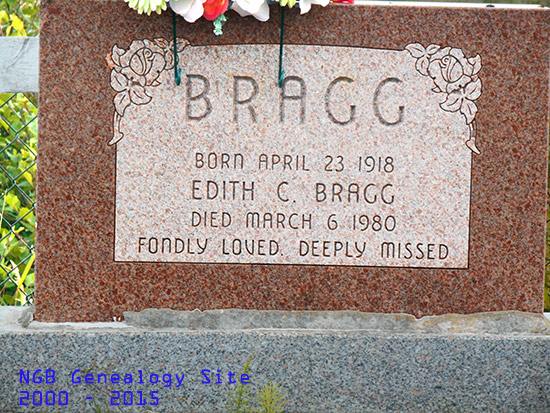 BRAGG
BORN APRIL 23 1918
EDITH C. BRAGG
DIED MARCH 6 1980
FONDLY LOVED, DEEPLY MISSED
NGB Genealogy Site
2000 - 2015